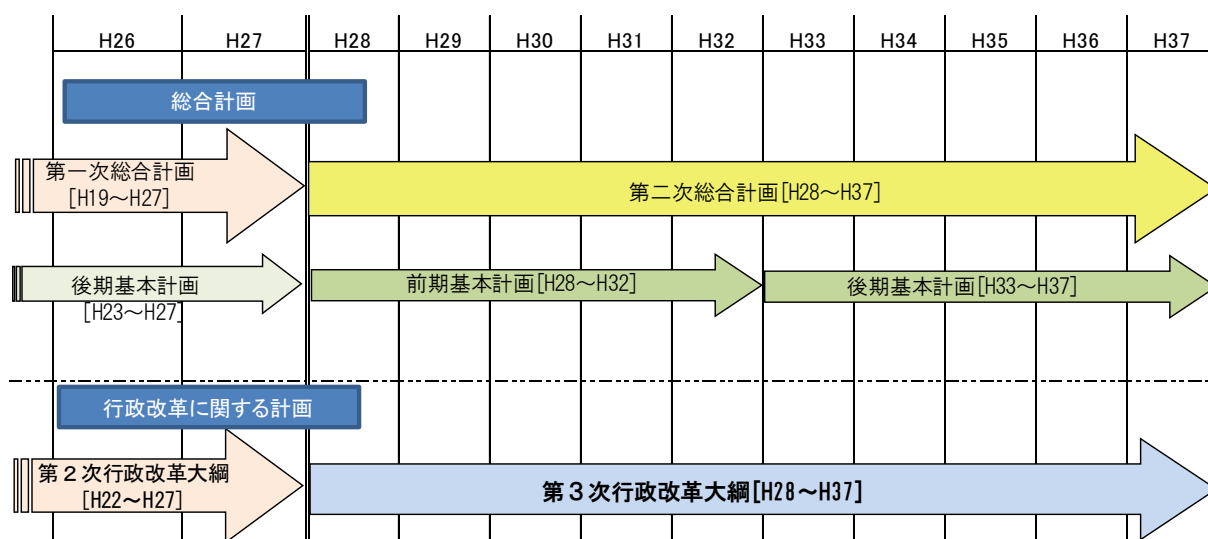 H26 H27 H28 H29 H30 H31 H32 H33 H34 H35 H36 H37
総合計画
第一次総合計画
[H19～H27]
第二次総合計画[H28～H37]
後期基本計画
[H23～H27]
前期基本計画[H28～H32]
後期基本計画[H33～H37]
行政改革に関する計画
第２次行政改革大綱
[H22～H27]
第３次行政改革大綱[H28～H37]